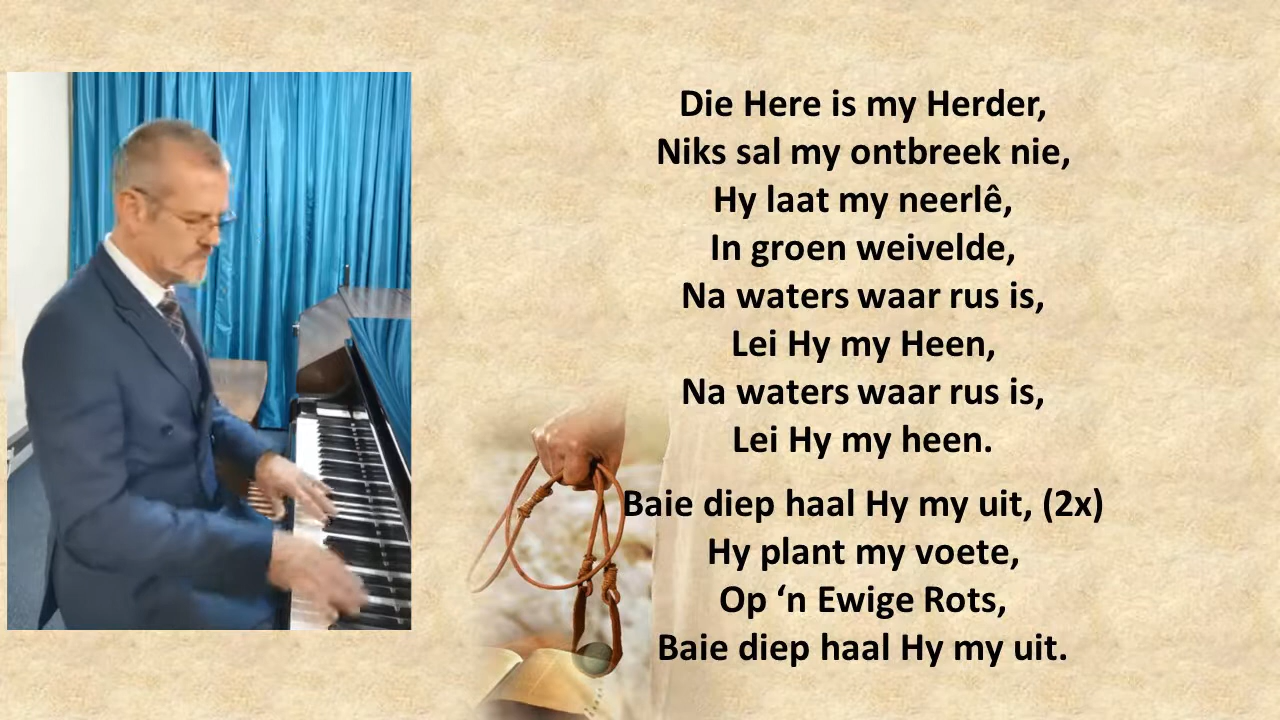 Die Here is my Herder,
Niks sal my ontbreek nie,
Hy laat my neerlê,
In groen weivelde,
Na waters waar rus is,
Lei Hy my Heen,
Na waters waar rus is,
Lei Hy my heen.
Baie diep haal Hy my uit, (2x)
Hy plant my voete,
Op ‘n Ewige Rots,
Baie diep haal Hy my uit.